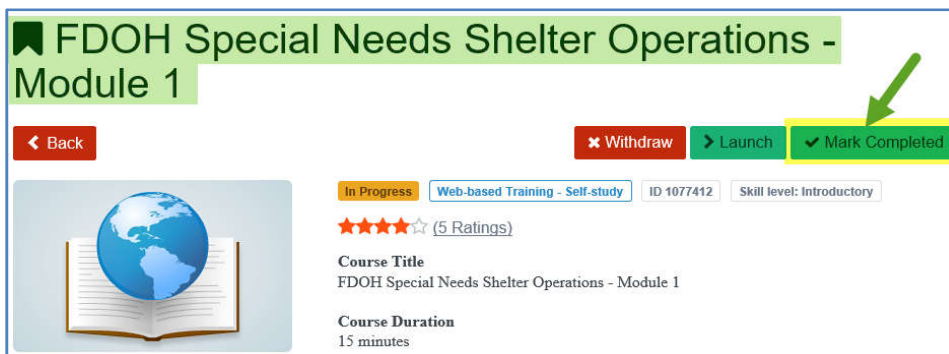 FDOH Special Needs Shelter Operations -
Module 1
Back
Withdraw
Launch
Mark Completed
In Progress
Web-based Training - Self-study
ID 1077412
Skill level: Introductory
(5 Ratings)
Course Title
FDOH Special Needs Shelter Operations - Module 1
Course Duration
15 minutes